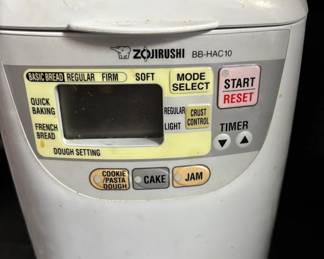 ZOJIRUSHI BB-HAC10
BASIC BREAD REGULAR FIRM SOFT
MODE SELECT
START
RESET
QUICK BAKING
REGULAR
CRUST CONTROL
LIGHT
FRENCH BREAD
TIMER
DOUGH SETTING
COOKIE /PASTA DOUGH
CAKE
JAM